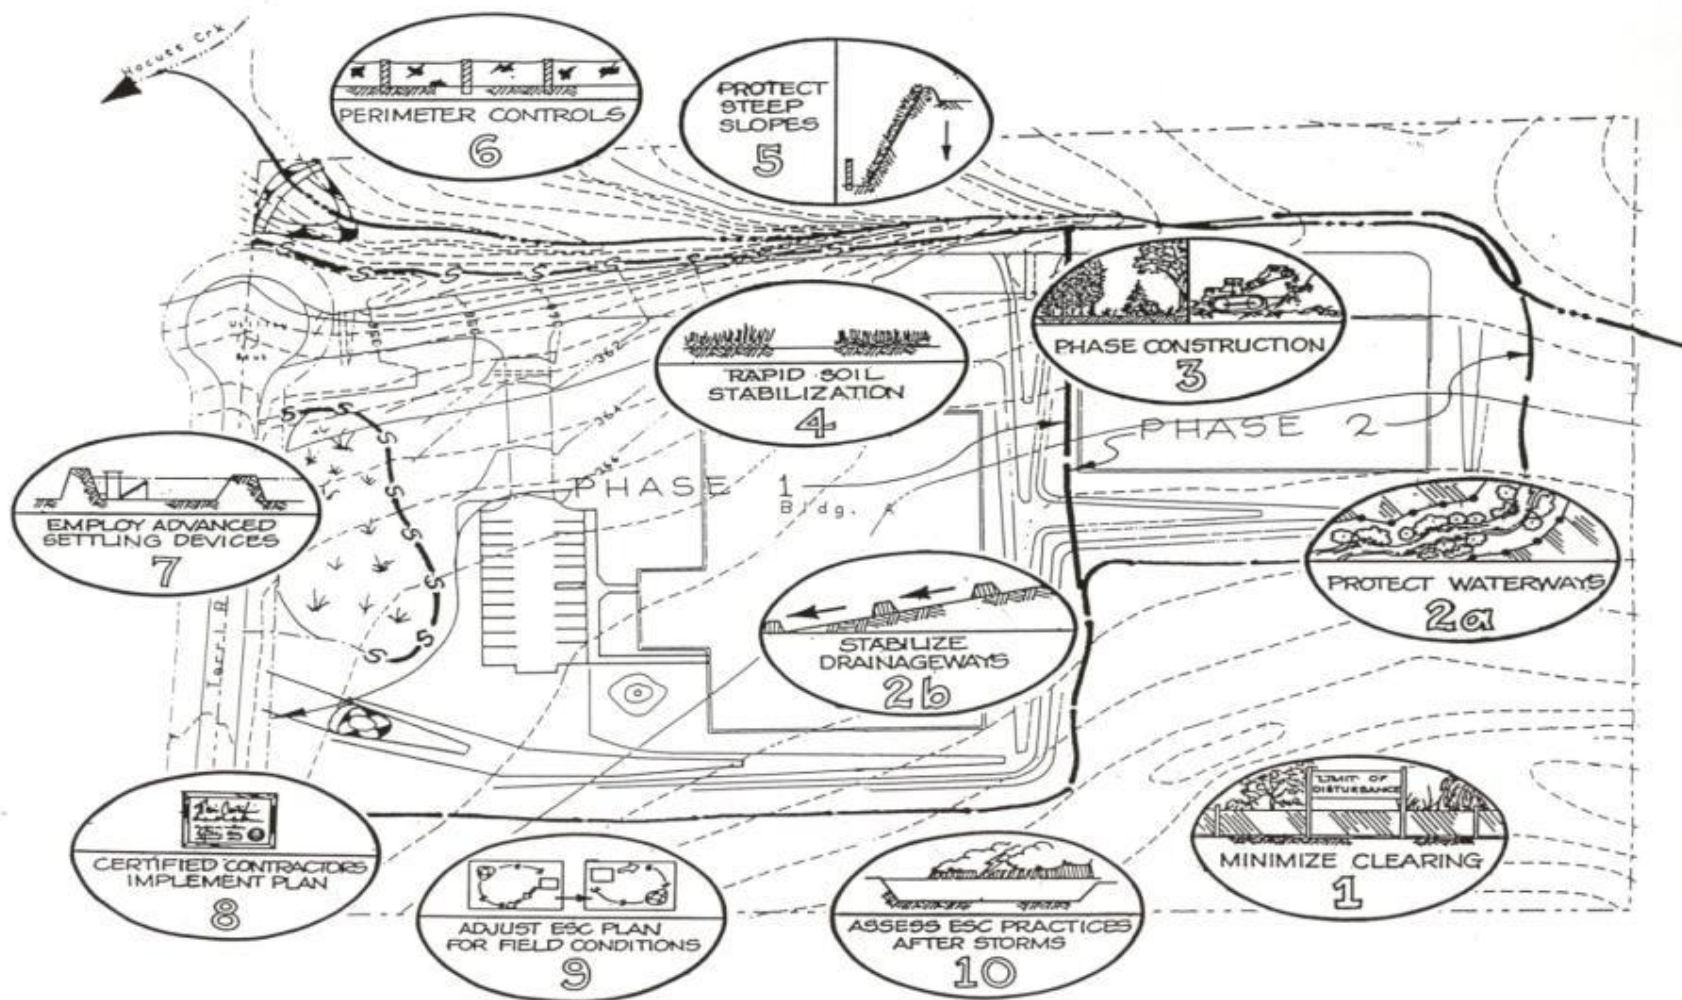 Hocuss Crk
PERIMETER CONTROLS
6
PROTECT
STEEP
SLOPES
5
PHASE CONSTRUCTION
3
RAPID SOIL
STABILIZATION
4
362
364
366
PHASE 2
PHASE 1
Bldg. A
EMPLOY ADVANCED
SETTLING DEVICES
7
PROTECT WATERWAYS
2a
STABILIZE
DRAINAGEWAYS
2b
LIMIT OF
DISTURBANCE
MINIMIZE CLEARING
1
CERTIFIED CONTRACTORS
IMPLEMENT PLAN
8
ADJUST ESC PLAN
FOR FIELD CONDITIONS
9
ASSESS ESC PRACTICES
AFTER STORMS
10
S S S S S S
S S S S S S S S